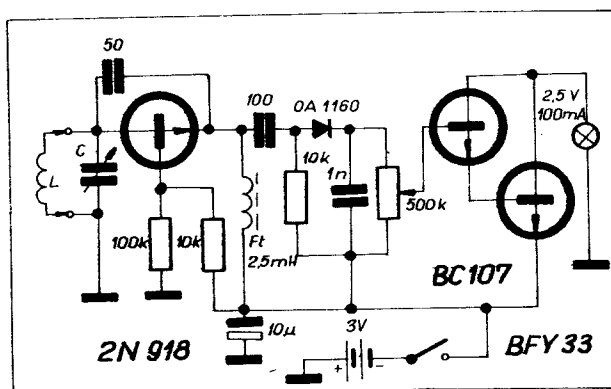 50
100
OA 1160
2,5 V
100mA
C
L
10k
1n
500k
100k
10k
Ft
2,5mH
BC107
10µ
3V
2N 918
+
-
BFY 33